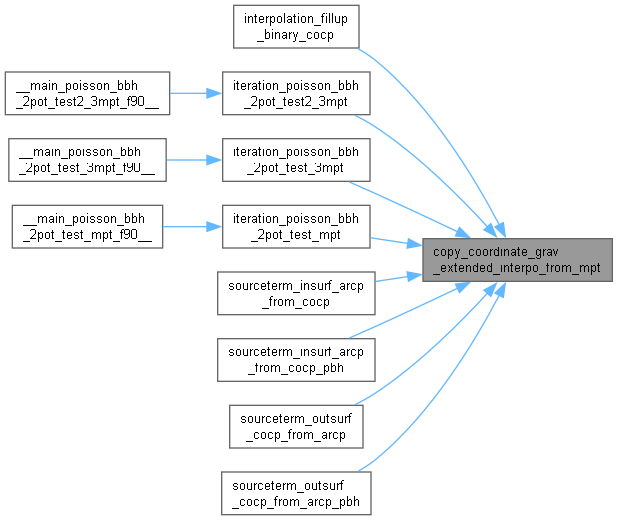 interpolation_fillup
_binary_cocp
__main_poisson_bbh
_2pot_test2_3mpt_f90__
iteration_poisson_bbh
_2pot_test2_3mpt
__main_poisson_bbh
_2pot_test_3mpt_f90__
iteration_poisson_bbh
_2pot_test_3mpt
__main_poisson_bbh
_2pot_test_mpt_f90__
iteration_poisson_bbh
_2pot_test_mpt
copy_coordinate_grav
_extended_interpo_from_mpt
sourceterm_insurf_arcp
_from_cocp
sourceterm_insurf_arcp
_from_cocp_pbh
sourceterm_outsurf
_cocp_from_arcp
sourceterm_outsurf
_cocp_from_arcp_pbh